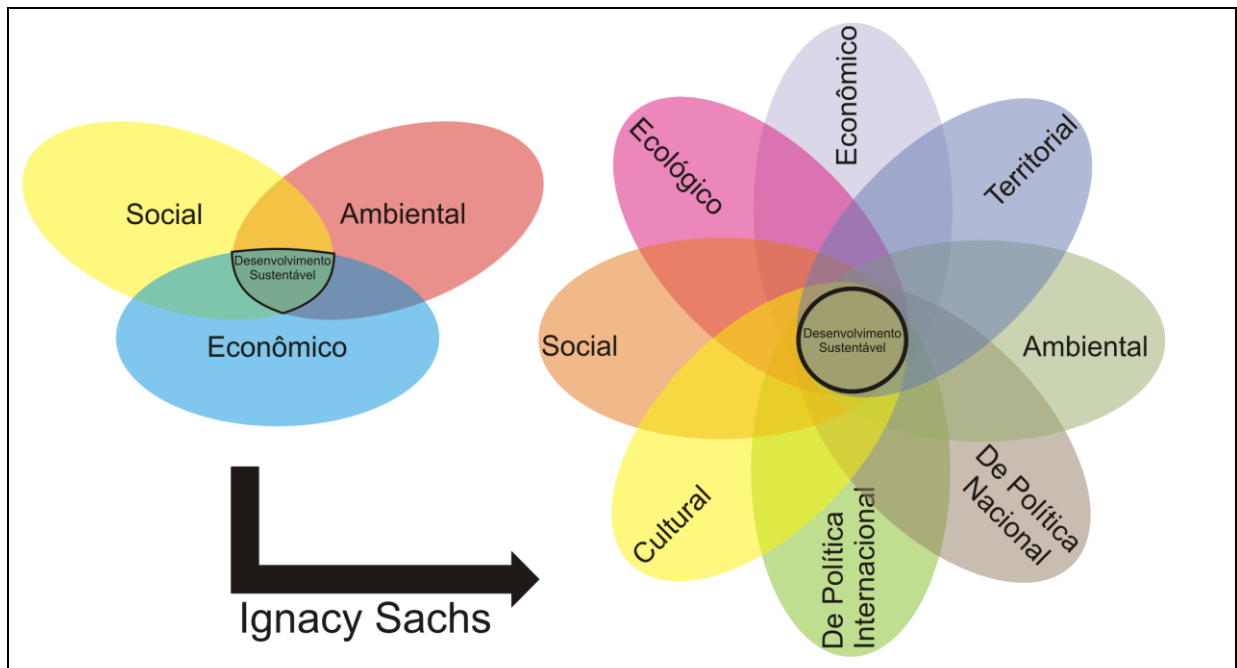 Social
Ambiental
Desenvolvimento
Sustentável
Econômico
Ignacy Sachs
Econômico
Ecológico
Territorial
Social
Desenvolvimento
Sustentável
Ambiental
Cultural
De Política
Internacional
De Política
Nacional